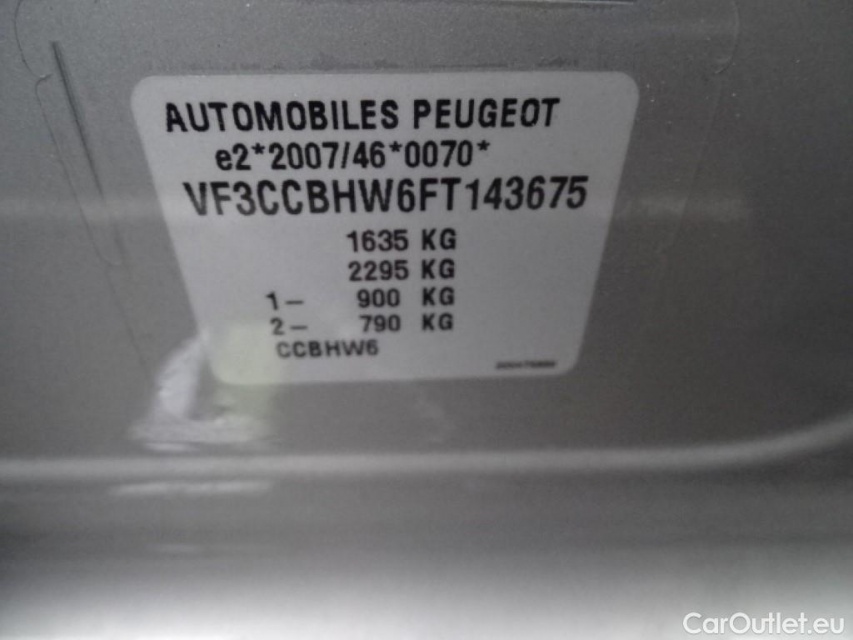 AUTOMOBILES PEUGEOT
e2*2007/46*0070*
VF3CCBHW6FT143675
1635 KG
2295 KG
1- 900 KG
2- 790 KG
CCBHW6
CarOutlet.eu